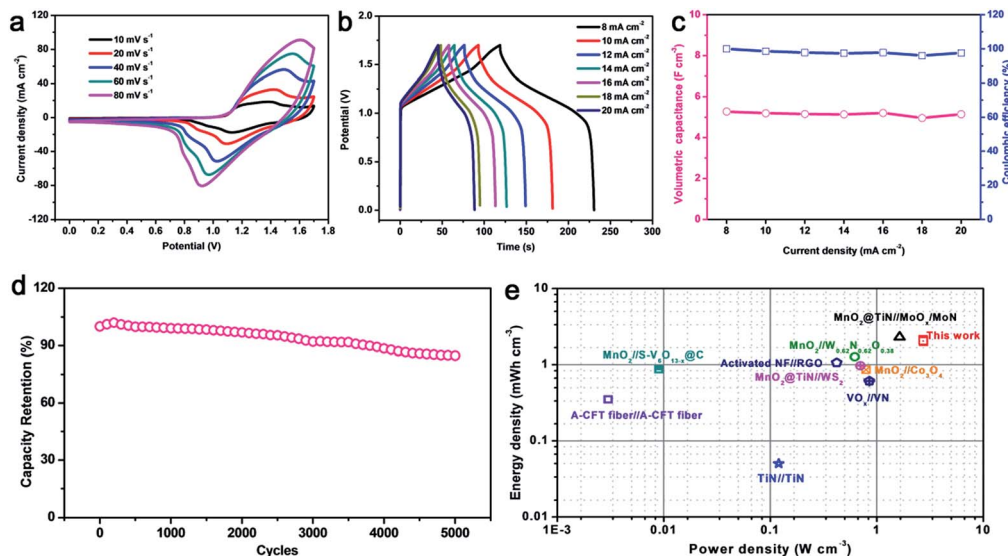 a
10 mV s⁻¹
20 mV s⁻¹
40 mV s⁻¹
60 mV s⁻¹
80 mV s⁻¹
120
80
40
0
-40
-80
-120
0.0 0.2 0.4 0.6 0.8 1.0 1.2 1.4 1.6 1.8
Current density (mA cm⁻²)
Potential (V)
b
8 mA cm⁻²
10 mA cm⁻²
12 mA cm⁻²
14 mA cm⁻²
16 mA cm⁻²
18 mA cm⁻²
20 mA cm⁻²
2.0
1.5
1.0
0.5
0.0
0 50 100 150 200 250 300
Potential (V)
Time (s)
c
10
8
6
4
2
0
120
100
80
60
40
20
0
8 10 12 14 16 18 20
Volumetric capacitance (F cm⁻³)
Coulombic efficiency (%)
Current density (mA cm⁻²)
d
120
90
60
30
0
0 1000 2000 3000 4000 5000
Capacity Retention (%)
Cycles
e
10
1
0.1
0.01
1E-3 0.01 0.1 1 10
Energy density (mWh cm⁻³)
Power density (W cm⁻³)
MnO₂@TiN//MoOₓ/MoN
This work
MnO₂//W₀.₆₂N₀.₆₂O₀.₃₈
MnO₂//S-V₆O₁₃₋ₓ@C
Activated NF//RGO
MnO₂//Co₃O₄
MnO₂@TiN//WS₂
VOₓ//VN
A-CFT fiber//A-CFT fiber
TiN//TiN